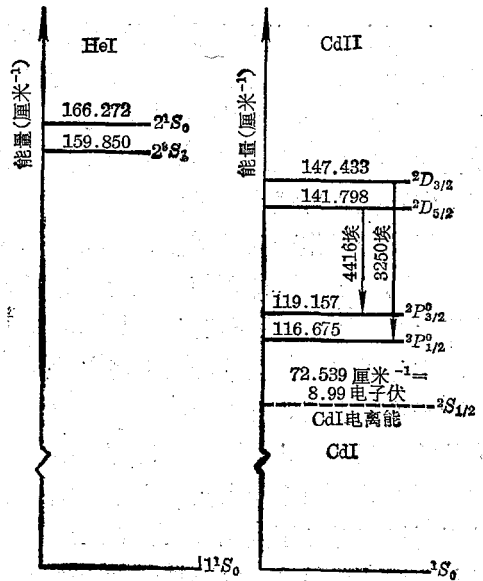 HeI
能量(厘米⁻¹)
166.272
2¹S₀
159.850
2³S₁
1¹S₀
CdII
能量(厘米⁻¹)
147.433
²D₃/₂
141.798
²D₅/₂
4416埃
3250埃
119.157
²P⁰₃/₂
116.675
²P⁰₁/₂
72.539 厘米⁻¹=
8.99 电子伏
²S₁/₂
CdI电离能
CdI
¹S₀